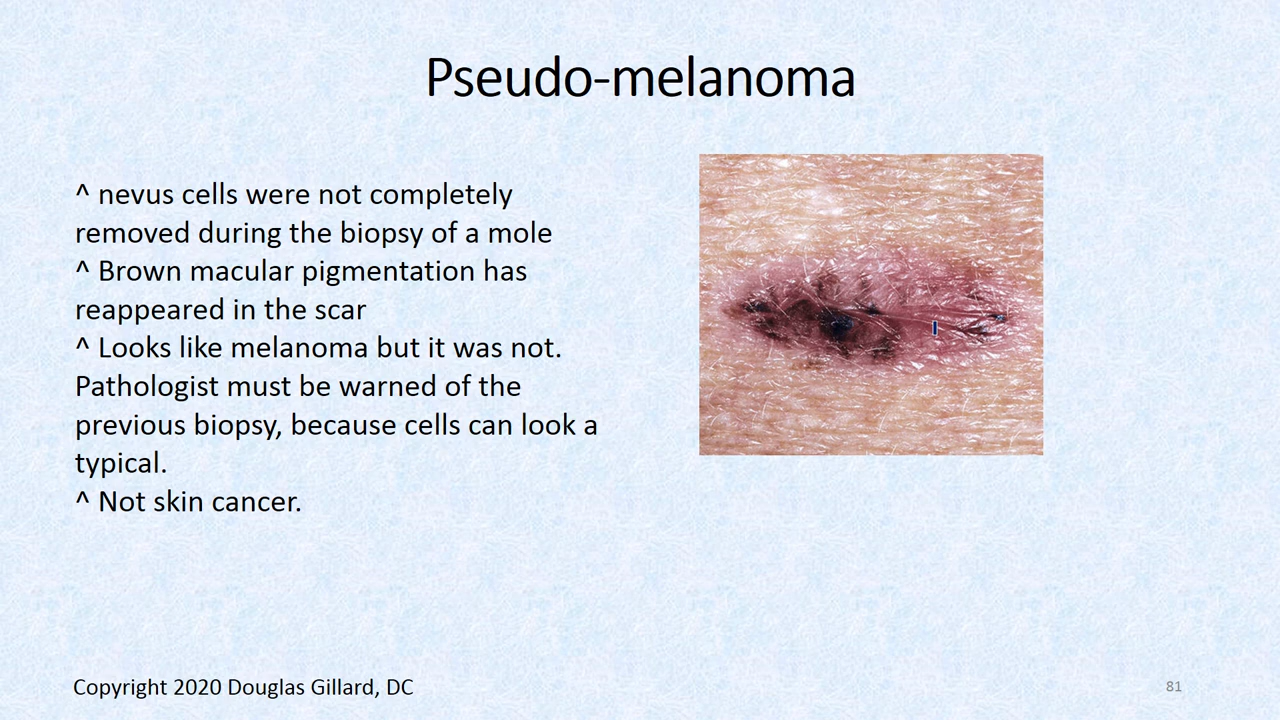 Pseudo-melanoma
^ nevus cells were not completely
removed during the biopsy of a mole
^ Brown macular pigmentation has
reappeared in the scar
^ Looks like melanoma but it was not.
Pathologist must be warned of the
previous biopsy, because cells can look a
typical.
^ Not skin cancer.
Copyright 2020 Douglas Gillard, DC
81